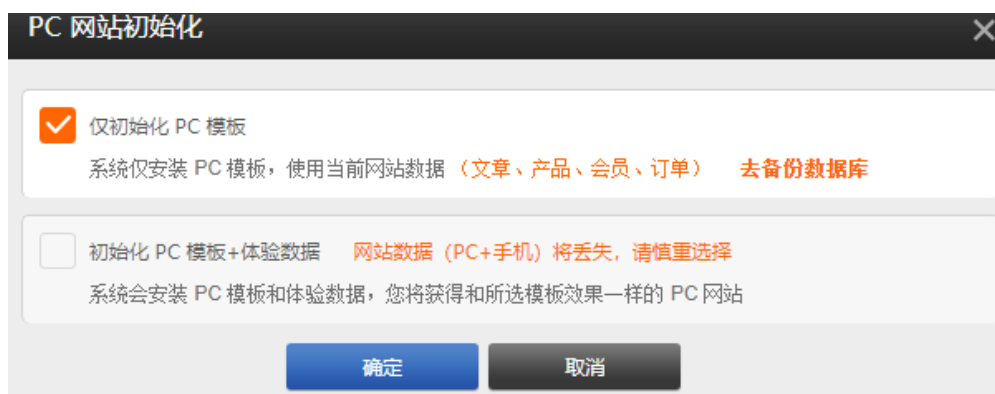 PC 网站初始化
仅初始化 PC 模板
系统仅安装 PC 模板，使用当前网站数据（文章、产品、会员、订单） 去备份数据库
初始化 PC 模板+体验数据 网站数据（PC+手机）将丢失，请慎重选择
系统会安装 PC 模板和体验数据，您将获得和所选模板效果一样的 PC 网站
确定 取消